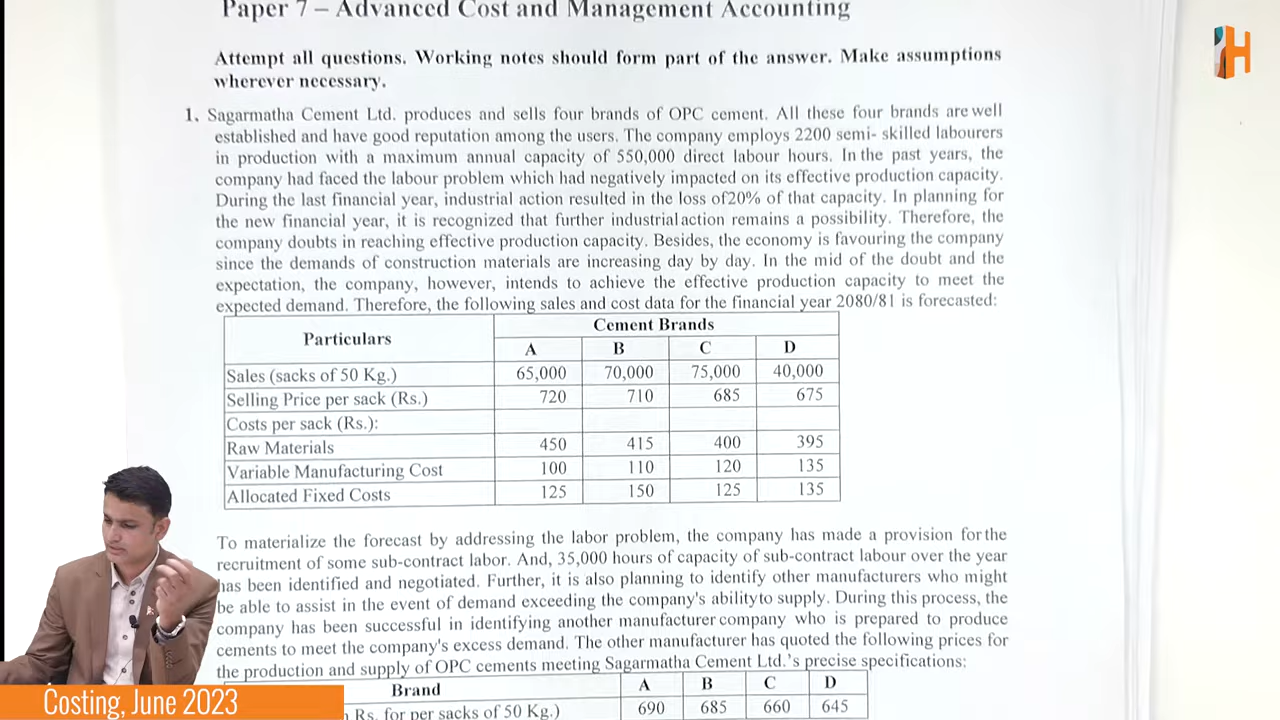 Paper 7 – Advanced Cost and Management Accounting
H
Attempt all questions. Working notes should form part of the answer. Make assumptions
wherever necessary.
1. Sagarmatha Cement Ltd. produces and sells four brands of OPC cement. All these four brands are well
established and have good reputation among the users. The company employs 2200 semi- skilled labourers
in production with a maximum annual capacity of 550,000 direct labour hours. In the past years, the
company had faced the labour problem which had negatively impacted on its effective production capacity.
During the last financial year, industrial action resulted in the loss of20% of that capacity. In planning for
the new financial year, it is recognized that further industrial action remains a possibility. Therefore, the
company doubts in reaching effective production capacity. Besides, the economy is favouring the company
since the demands of construction materials are increasing day by day. In the mid of the doubt and the
expectation, the company, however, intends to achieve the effective production capacity to meet the
expected demand. Therefore, the following sales and cost data for the financial year 2080/81 is forecasted:
Particulars Cement Brands
A B C D
Sales (sacks of 50 Kg.) 65,000 70,000 75,000 40,000
Selling Price per sack (Rs.) 720 710 685 675
Costs per sack (Rs.):
Raw Materials 450 415 400 395
Variable Manufacturing Cost 100 110 120 135
Allocated Fixed Costs 125 150 125 135
To materialize the forecast by addressing the labor problem, the company has made a provision for the
recruitment of some sub-contract labor. And, 35,000 hours of capacity of sub-contract labour over the year
has been identified and negotiated. Further, it is also planning to identify other manufacturers who might
be able to assist in the event of demand exceeding the company's ability to supply. During this process, the
company has been successful in identifying another manufacturer company who is prepared to produce
cements to meet the company's excess demand. The other manufacturer has quoted the following prices for
the production and supply of OPC cements meeting Sagarmatha Cement Ltd.'s precise specifications:
Brand A B C D
Rs. for per sacks of 50 Kg.) 690 685 660 645
Costing, June 2023